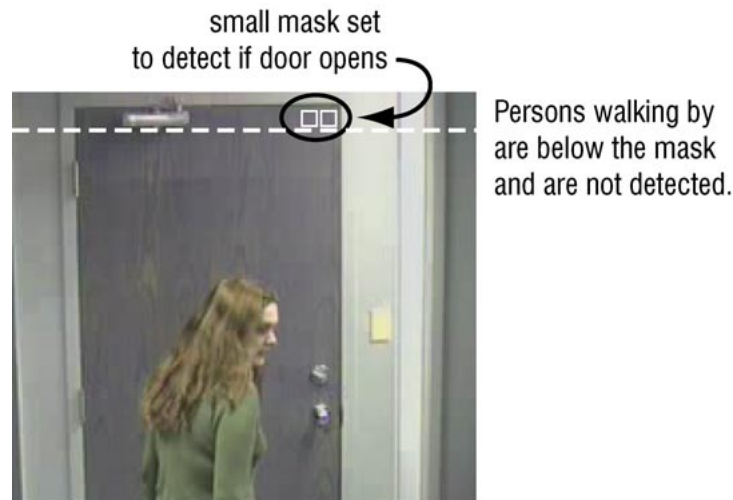 small mask set
to detect if door opens
Persons walking by
are below the mask
and are not detected.